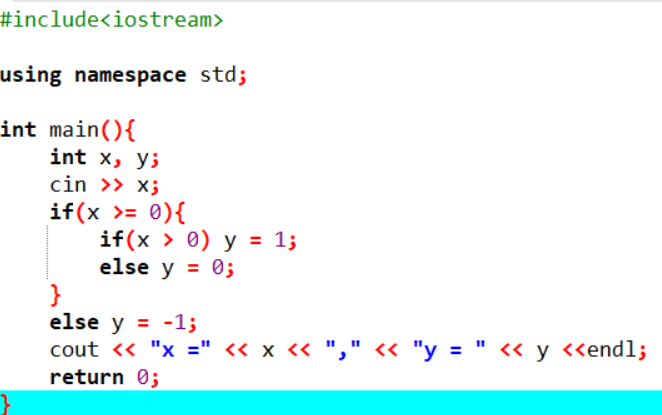 #include<iostream>
using namespace std;
int main(){
int x, y;
cin >> x;
if(x >= 0){
if(x > 0) y = 1;
else y = 0;
}
else y = -1;
cout << "x =" << x << "," << "y = " << y <<endl;
return 0;
}